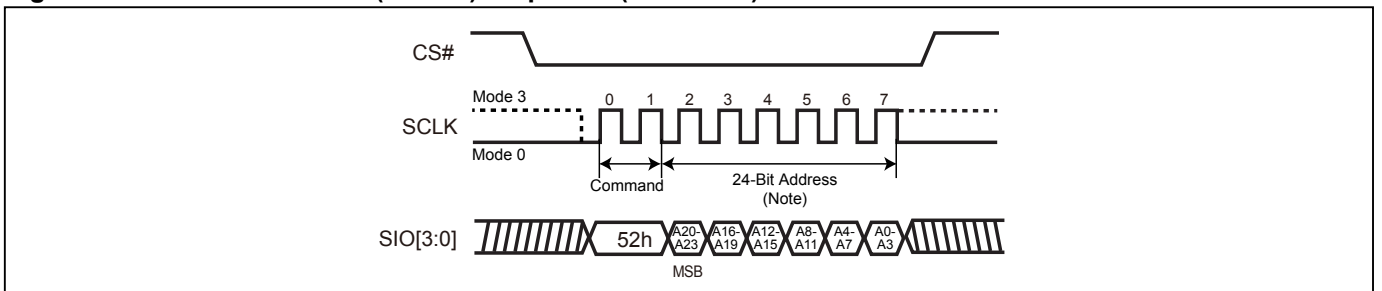 CS#
Mode 3
0 1 2 3 4 5 6 7
SCLK
Mode 0
Command
24-Bit Address
(Note)
SIO[3:0]
52h
A20-
A23
A16-
A19
A12-
A15
A8-
A11
A4-
A7
A0-
A3
MSB